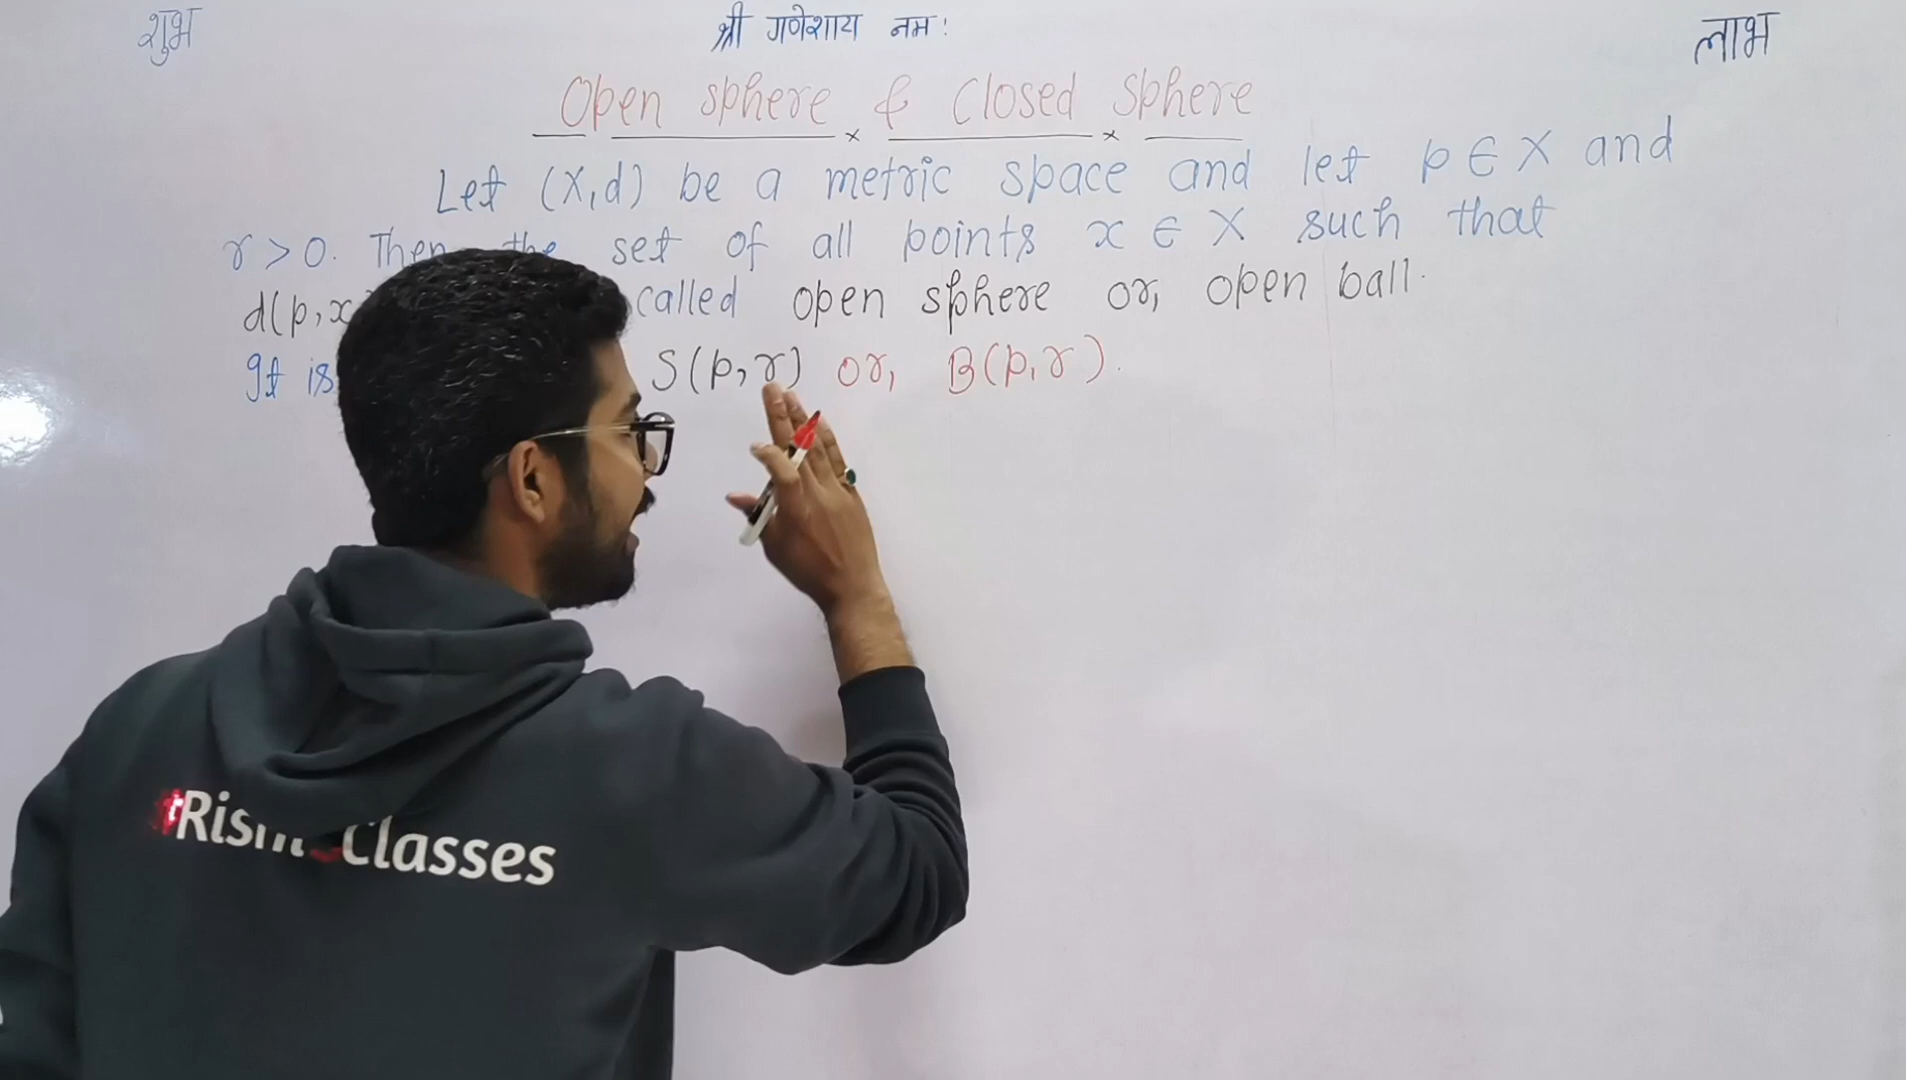 शुभ श्री गणेशाय नमः लाभ
Open sphere & Closed Sphere
Let (X,d) be a metric space and let p ∈ X and
r > 0. Then the set of all points x ∈ X such that
d(p,x called open sphere or, open ball.
It is S(p,r) or, B(p,r).
Classes